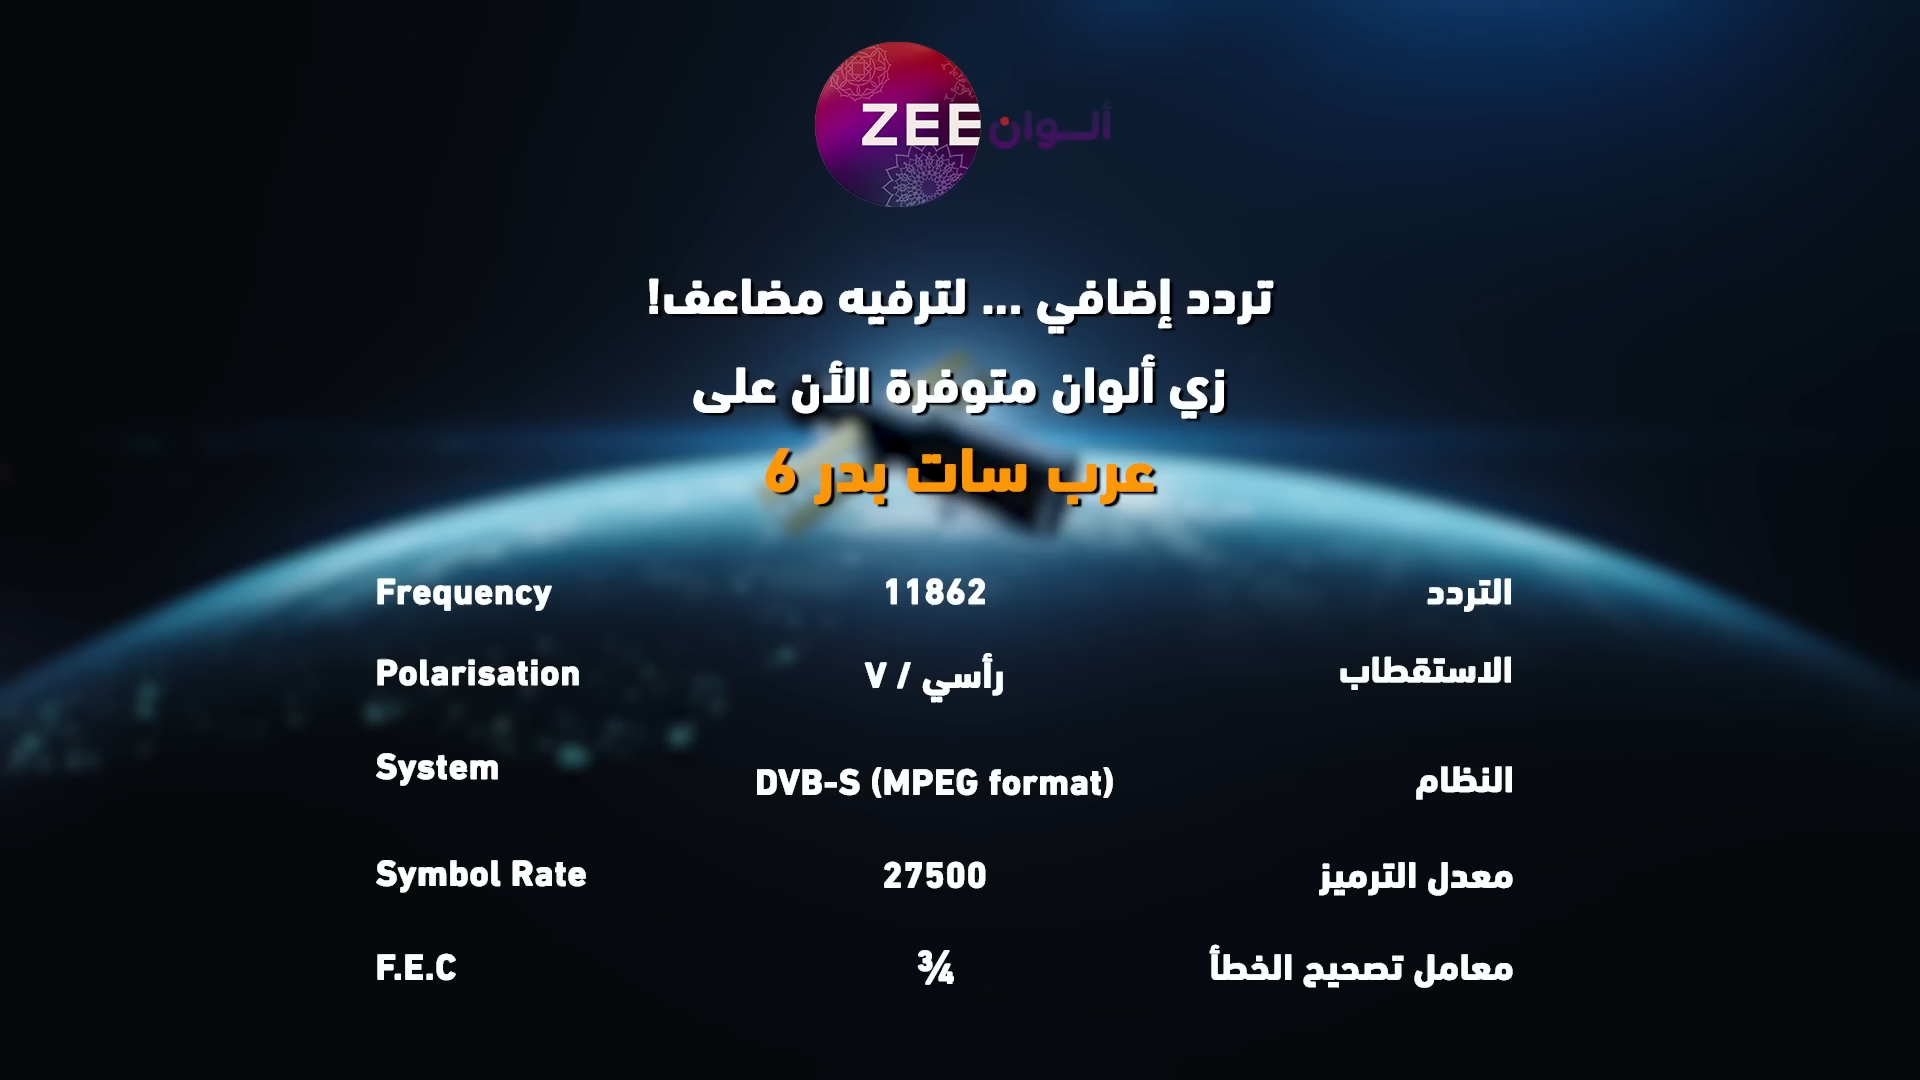 ZEE ألوان
تردد إضافي ... لترفيه مضاعف!
زي ألوان متوفرة الأن على
عرب سات بدر 6
Frequency 11862 التردد
Polarisation رأسي / V الاستقطاب
System DVB-S (MPEG format) النظام
Symbol Rate 27500 معدل الترميز
F.E.C ¾ معامل تصحيح الخطأ